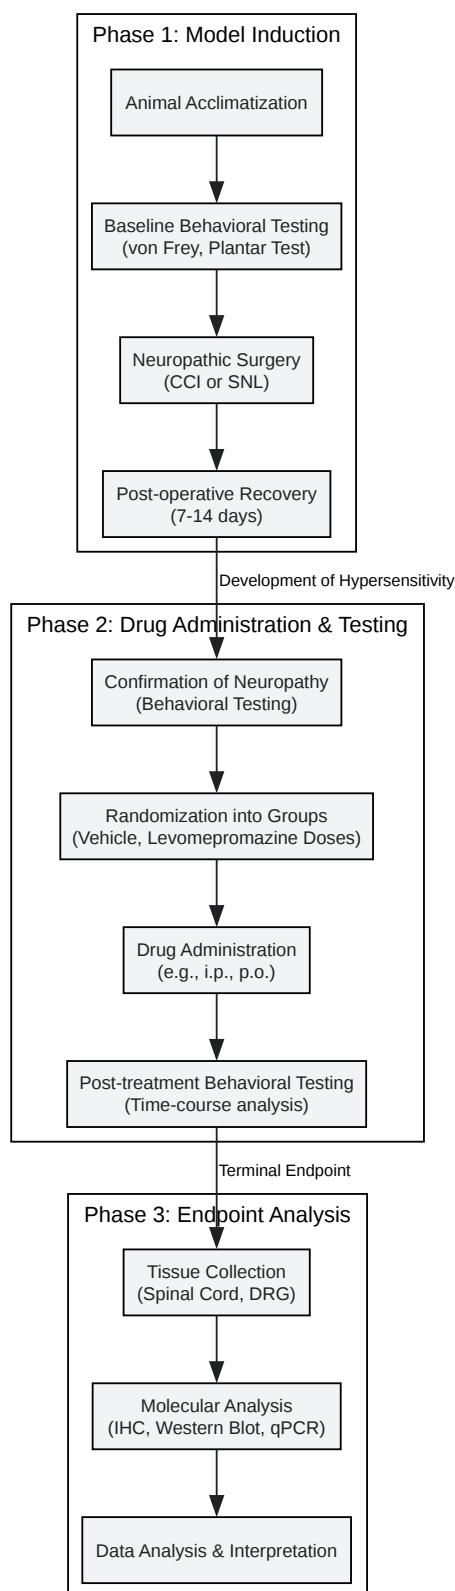 Phase 1: Model Induction
Animal Acclimatization
Baseline Behavioral Testing
(von Frey, Plantar Test)
Neuropathic Surgery
(CCI or SNL)
Post-operative Recovery
(7-14 days)
Development of Hypersensitivity
Phase 2: Drug Administration & Testing
Confirmation of Neuropathy
(Behavioral Testing)
Randomization into Groups
(Vehicle, Levomepromazine Doses)
Drug Administration
(e.g., i.p., p.o.)
Post-treatment Behavioral Testing
(Time-course analysis)
Terminal Endpoint
Phase 3: Endpoint Analysis
Tissue Collection
(Spinal Cord, DRG)
Molecular Analysis
(IHC, Western Blot, qPCR)
Data Analysis & Interpretation